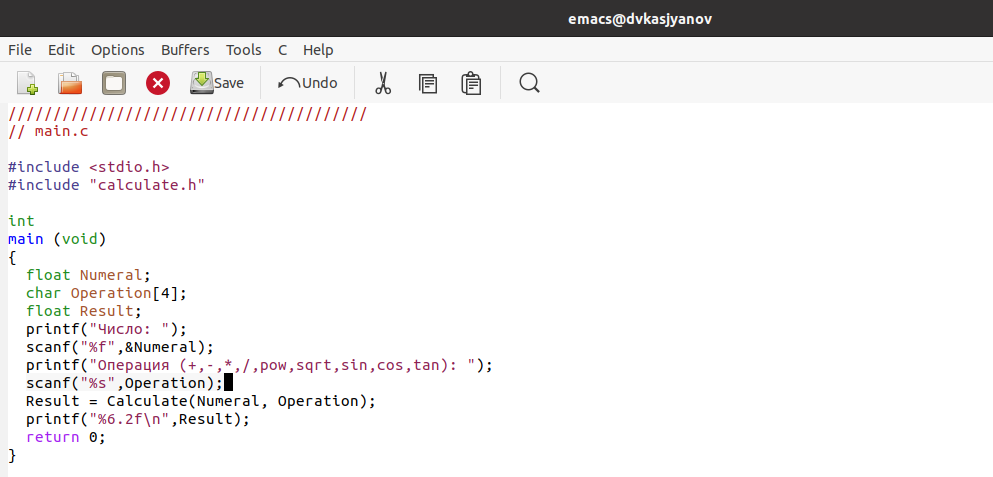 emacs@dvkasjyanov
File Edit Options Buffers Tools C Help
Save Undo
////////////////////////////////////////
// main.c
#include <stdio.h>
#include "calculate.h"
int
main (void)
{
  float Numeral;
  char Operation[4];
  float Result;
  printf("Число: ");
  scanf("%f",&Numeral);
  printf("Операция (+,-,*,/,pow,sqrt,sin,cos,tan): ");
  scanf("%s",Operation);
  Result = Calculate(Numeral, Operation);
  printf("%6.2f\n",Result);
  return 0;
}